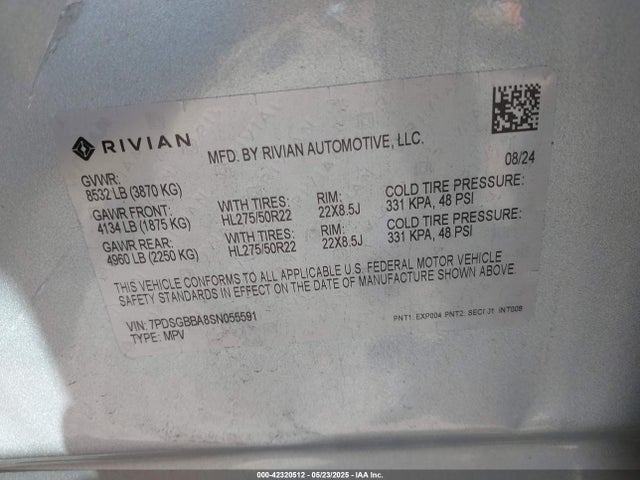 RIVIAN
MFD. BY RIVIAN AUTOMOTIVE, LLC.
08/24
GVWR:
8532 LB (3870 KG)
GAWR FRONT: WITH TIRES: RIM: COLD TIRE PRESSURE:
4134 LB (1875 KG) HL275/50R22 22X8.5J 331 KPA, 48 PSI
GAWR REAR: WITH TIRES: RIM: COLD TIRE PRESSURE:
4960 LB (2250 KG) HL275/50R22 22X8.5J 331 KPA, 48 PSI
THIS VEHICLE CONFORMS TO ALL APPLICABLE U.S. FEDERAL MOTOR VEHICLE
SAFETY STANDARDS IN EFFECT ON THE DATE OF MANUFACTURE SHOWN ABOVE.
VIN: 7PDSGBBA8SN055591
TYPE: MPV
PNT1: EXP004 PNT2: SECI J1 INT008
000-42320512 - 05/23/2025 - IAA Inc.